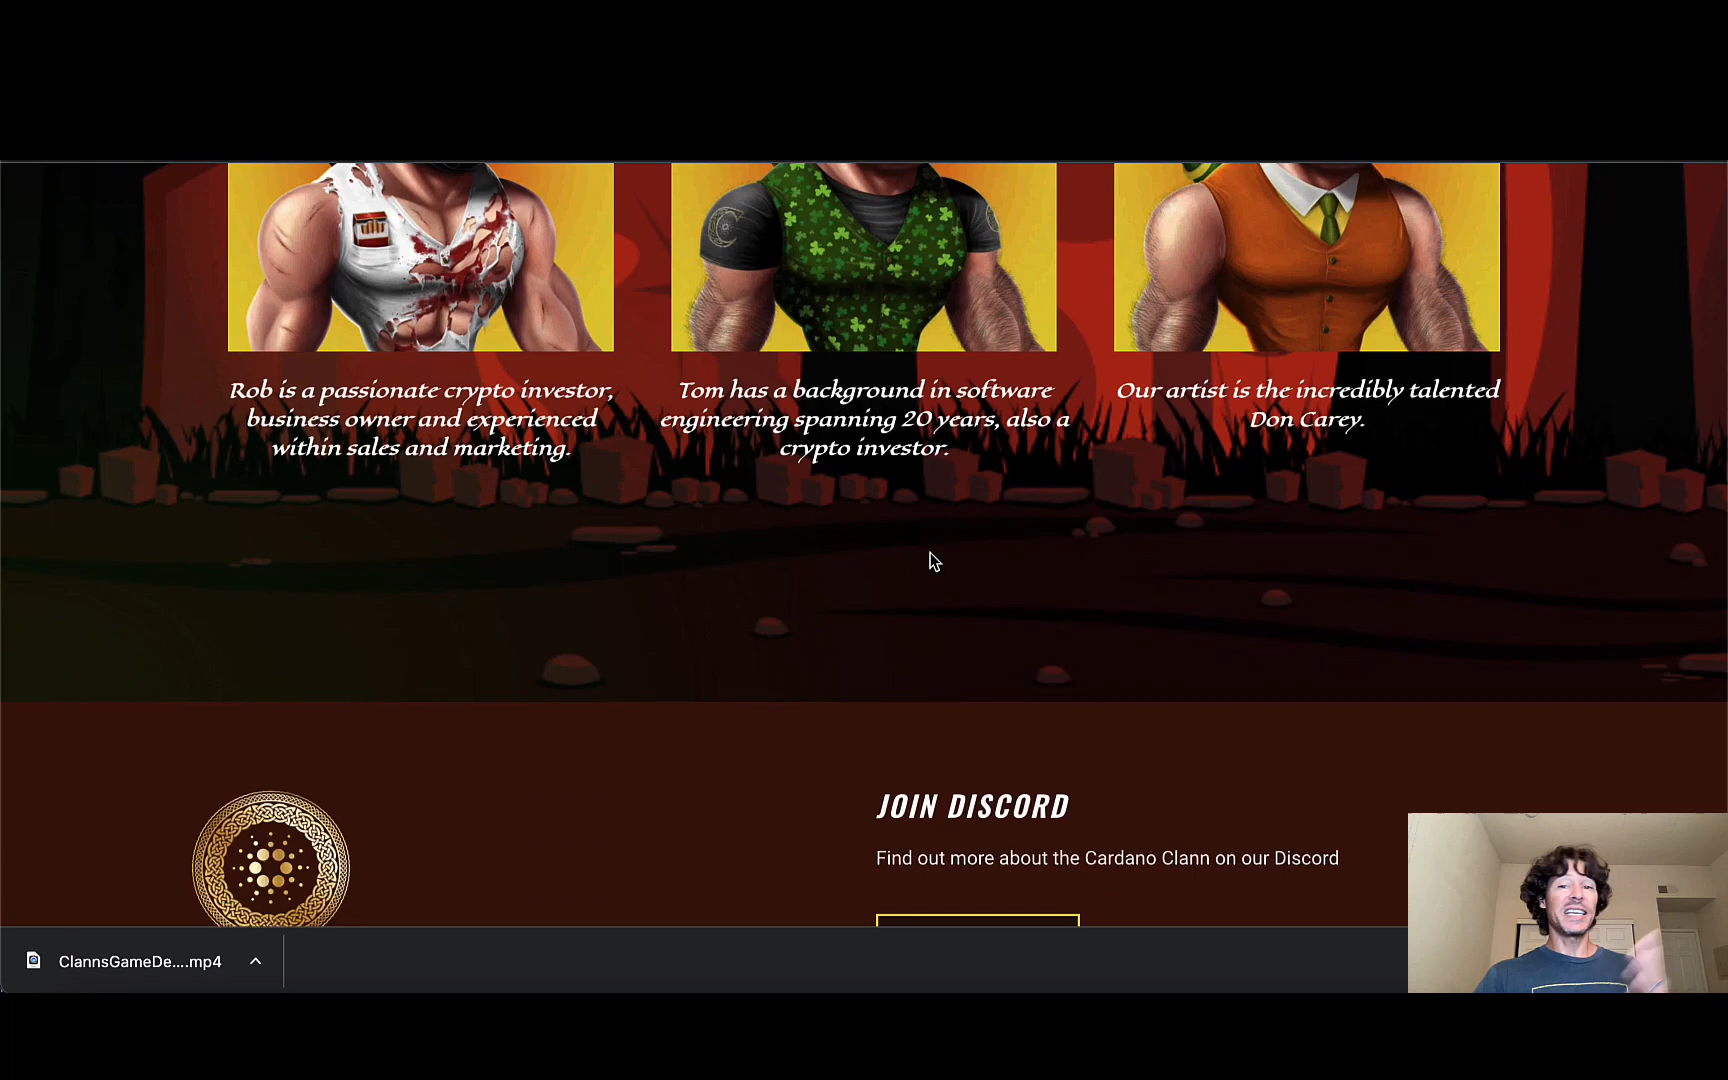 Rob is a passionate crypto investor,
business owner and experienced
within sales and marketing.
Tom has a background in software
engineering spanning 20 years, also a
crypto investor.
Our artist is the incredibly talented
Don Carey.
JOIN DISCORD
Find out more about the Cardano Clann on our Discord
ClannsGameDe....mp4